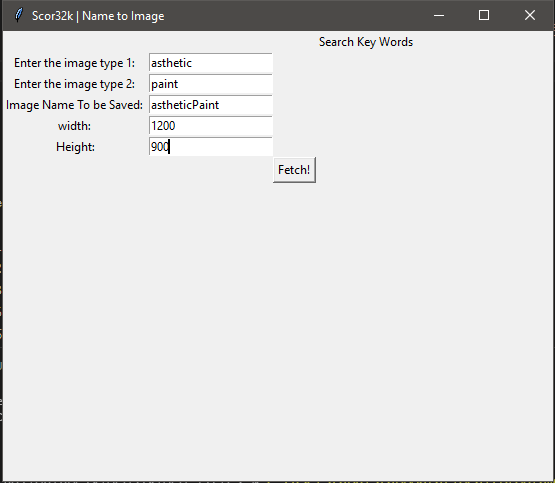 Scor32k | Name to Image
Search Key Words
Enter the image type 1: asthetic
Enter the image type 2: paint
Image Name To be Saved: astheticPaint
width: 1200
Height: 900
Fetch!